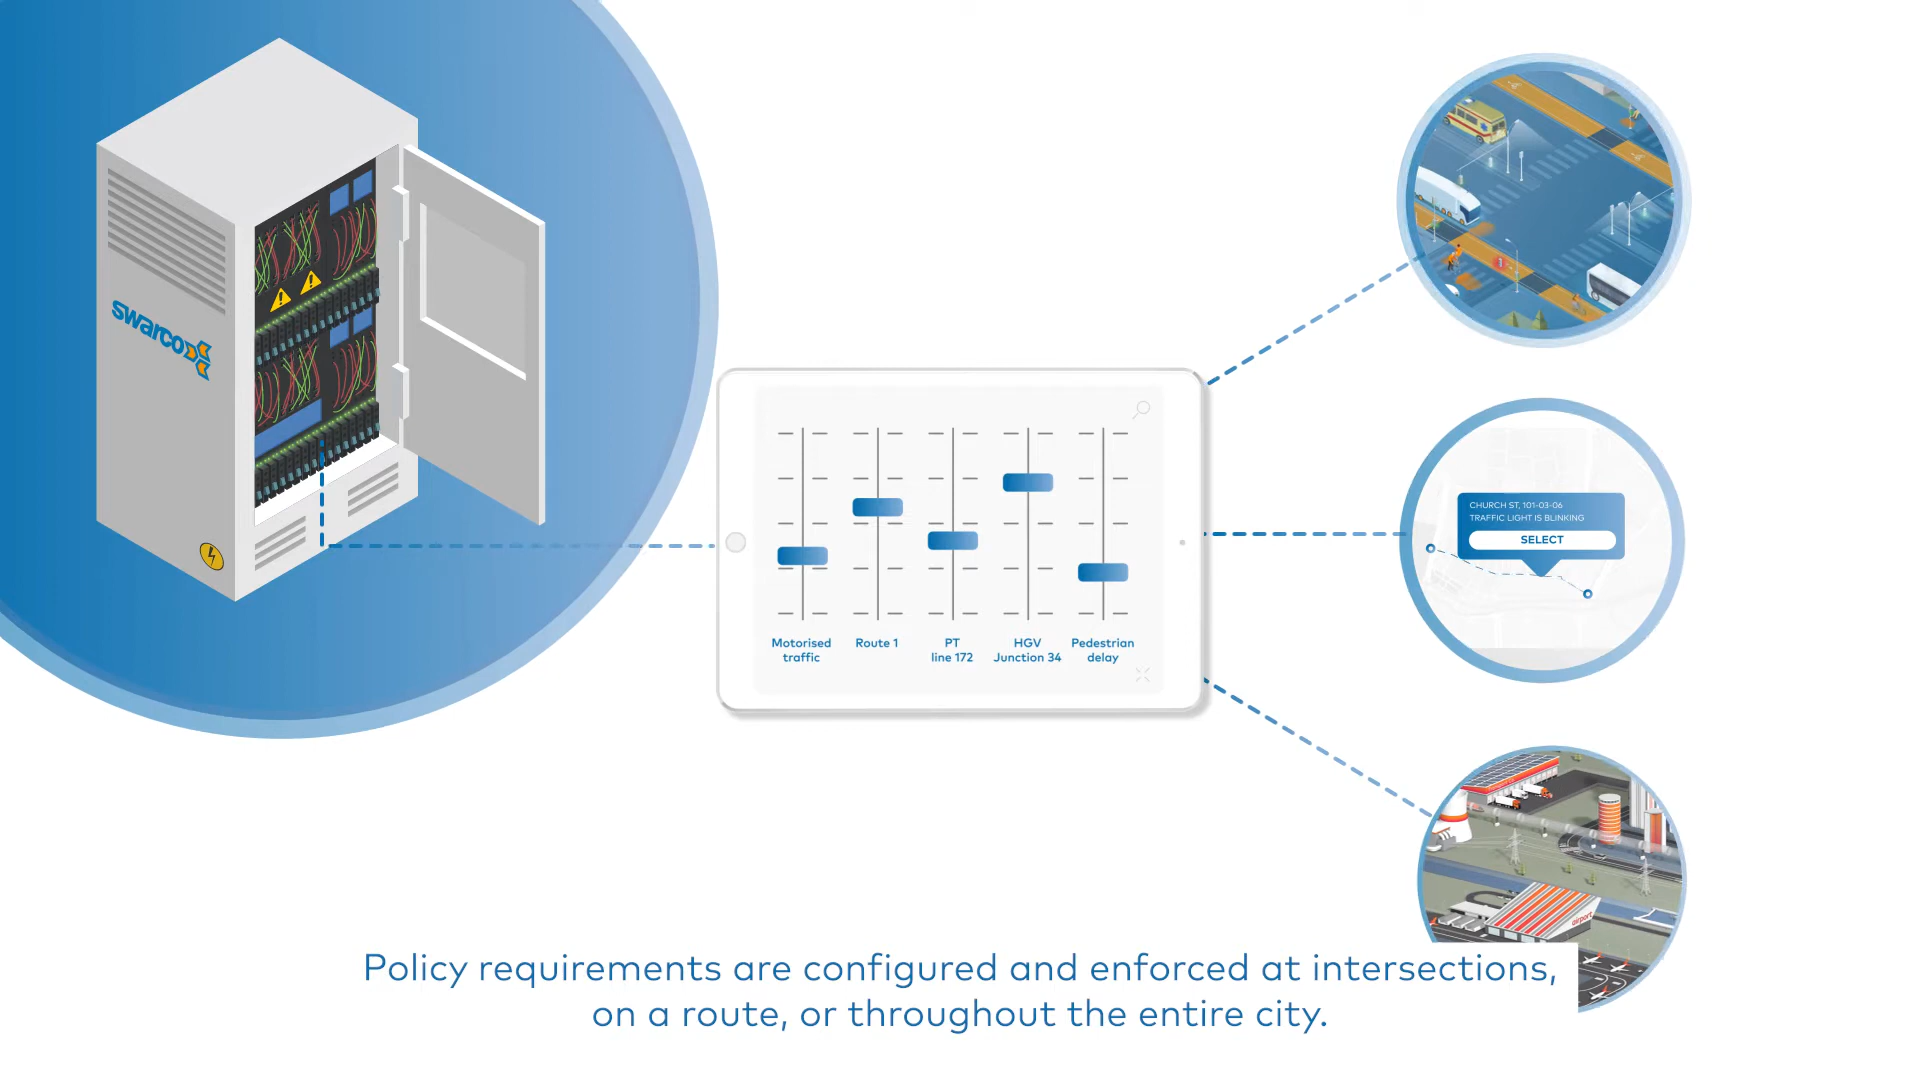 swarco
Motorised
traffic
Route 1
PT
line 172
HGV
Junction 34
Pedestrian
delay
1
CHURCH ST, 101-03-06
TRAFFIC LIGHT IS BLINKING
SELECT
airport
Policy requirements are configured and enforced at intersections,
on a route, or throughout the entire city.